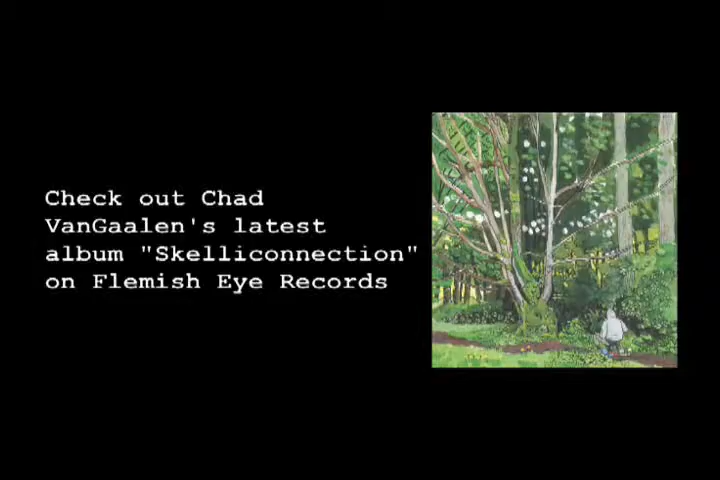 Check out Chad
VanGaalen's latest
album "Skelliconnection"
on Flemish Eye Records